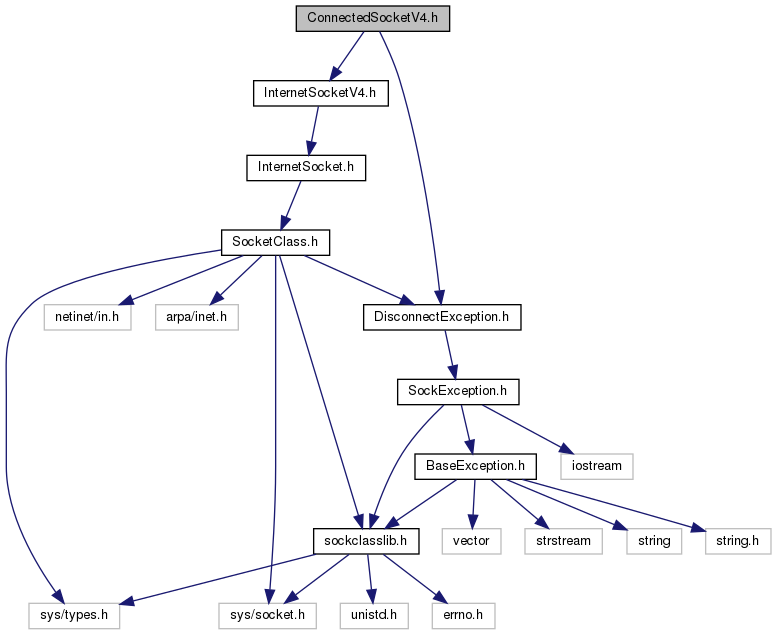 ConnectedSocketV4.h
InternetSocketV4.h
InternetSocket.h
SocketClass.h
netinet/in.h
arpa/inet.h
DisconnectException.h
SockException.h
BaseException.h
iostream
sockclasslib.h
vector
strstream
string
string.h
sys/types.h
sys/socket.h
unistd.h
errno.h